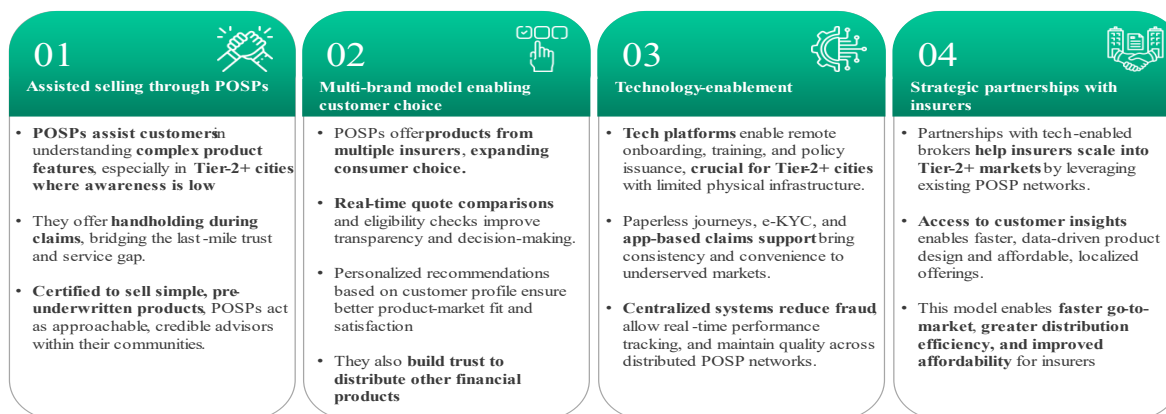 01
Assisted selling through POSPs
• POSPs assist customers in
understanding complex product
features, especially in Tier-2+ cities
where awareness is low
• They offer handholding during
claims, bridging the last-mile trust
and service gap.
• Certified to sell simple, pre-
underwritten products, POSPs act
as approachable, credible advisors
within their communities.
02
Multi-brand model enabling
customer choice
• POSPs offer products from
multiple insurers, expanding
consumer choice.
• Real-time quote comparisons
and eligibility checks improve
transparency and decision-making.
• Personalized recommendations
based on customer profile ensure
better product-market fit and
satisfaction
• They also build trust to
distribute other financial
products
03
Technology-enablement
• Tech platforms enable remote
onboarding, training, and policy
issuance, crucial for Tier-2+ cities
with limited physical infrastructure.
• Paperless journeys, e-KYC, and
app-based claims support bring
consistency and convenience to
underserved markets.
• Centralized systems reduce fraud,
allow real-time performance
tracking, and maintain quality across
distributed POSP networks.
04
Strategic partnerships with
insurers
• Partnerships with tech-enabled
brokers help insurers scale into
Tier-2+ markets by leveraging
existing POSP networks.
• Access to customer insights
enables faster, data-driven product
design and affordable, localized
offerings.
• This model enables faster go-to-
market, greater distribution
efficiency, and improved
affordability for insurers